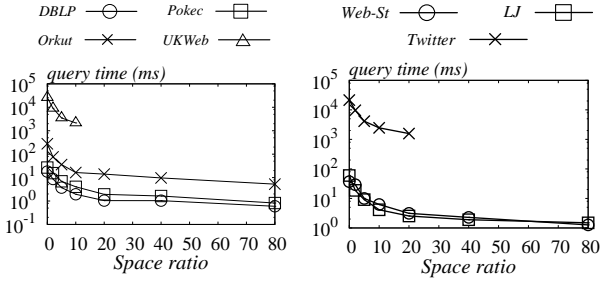 DBLP Pokec
Orkut UKWeb
query time (ms)
10^5
10^4
10^3
10^2
10^1
10^0
10^-1
0 10 20 30 40 50 60 70 80
Space ratio
Web-St LJ
Twitter
query time (ms)
10^5
10^4
10^3
10^2
10^1
10^0
0 10 20 30 40 50 60 70 80
Space ratio